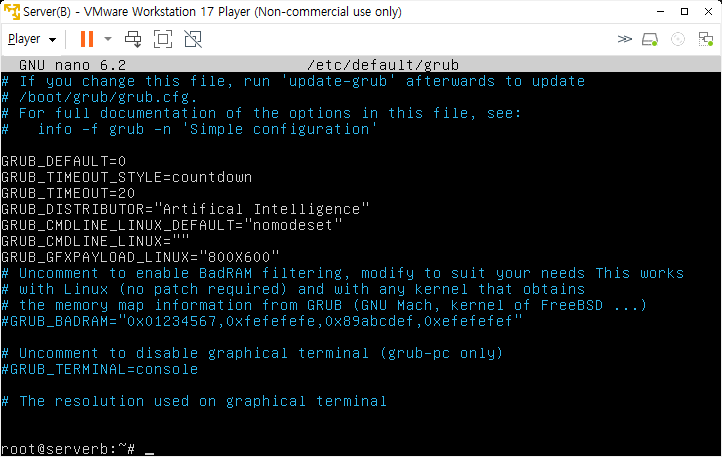 Server(B) - VMware Workstation 17 Player (Non-commercial use only)
Player
GNU nano 6.2 /etc/default/grub
# If you change this file, run 'update-grub' afterwards to update
# /boot/grub/grub.cfg.
# For full documentation of the options in this file, see:
#   info -f grub -n 'Simple configuration'
GRUB_DEFAULT=0
GRUB_TIMEOUT_STYLE=countdown
GRUB_TIMEOUT=20
GRUB_DISTRIBUTOR="Artifical Intelligence"
GRUB_CMDLINE_LINUX_DEFAULT="nomodeset"
GRUB_CMDLINE_LINUX=""
GRUB_GFXPAYLOAD_LINUX="800X600"
# Uncomment to enable BadRAM filtering, modify to suit your needs This works
# with Linux (no patch required) and with any kernel that obtains
# the memory map information from GRUB (GNU Mach, kernel of FreeBSD ...)
#GRUB_BADRAM="0x01234567,0xfefefefe,0x89abcdef,0xefefefef"
# Uncomment to disable graphical terminal (grub-pc only)
#GRUB_TERMINAL=console
# The resolution used on graphical terminal
root@serverb:~# _